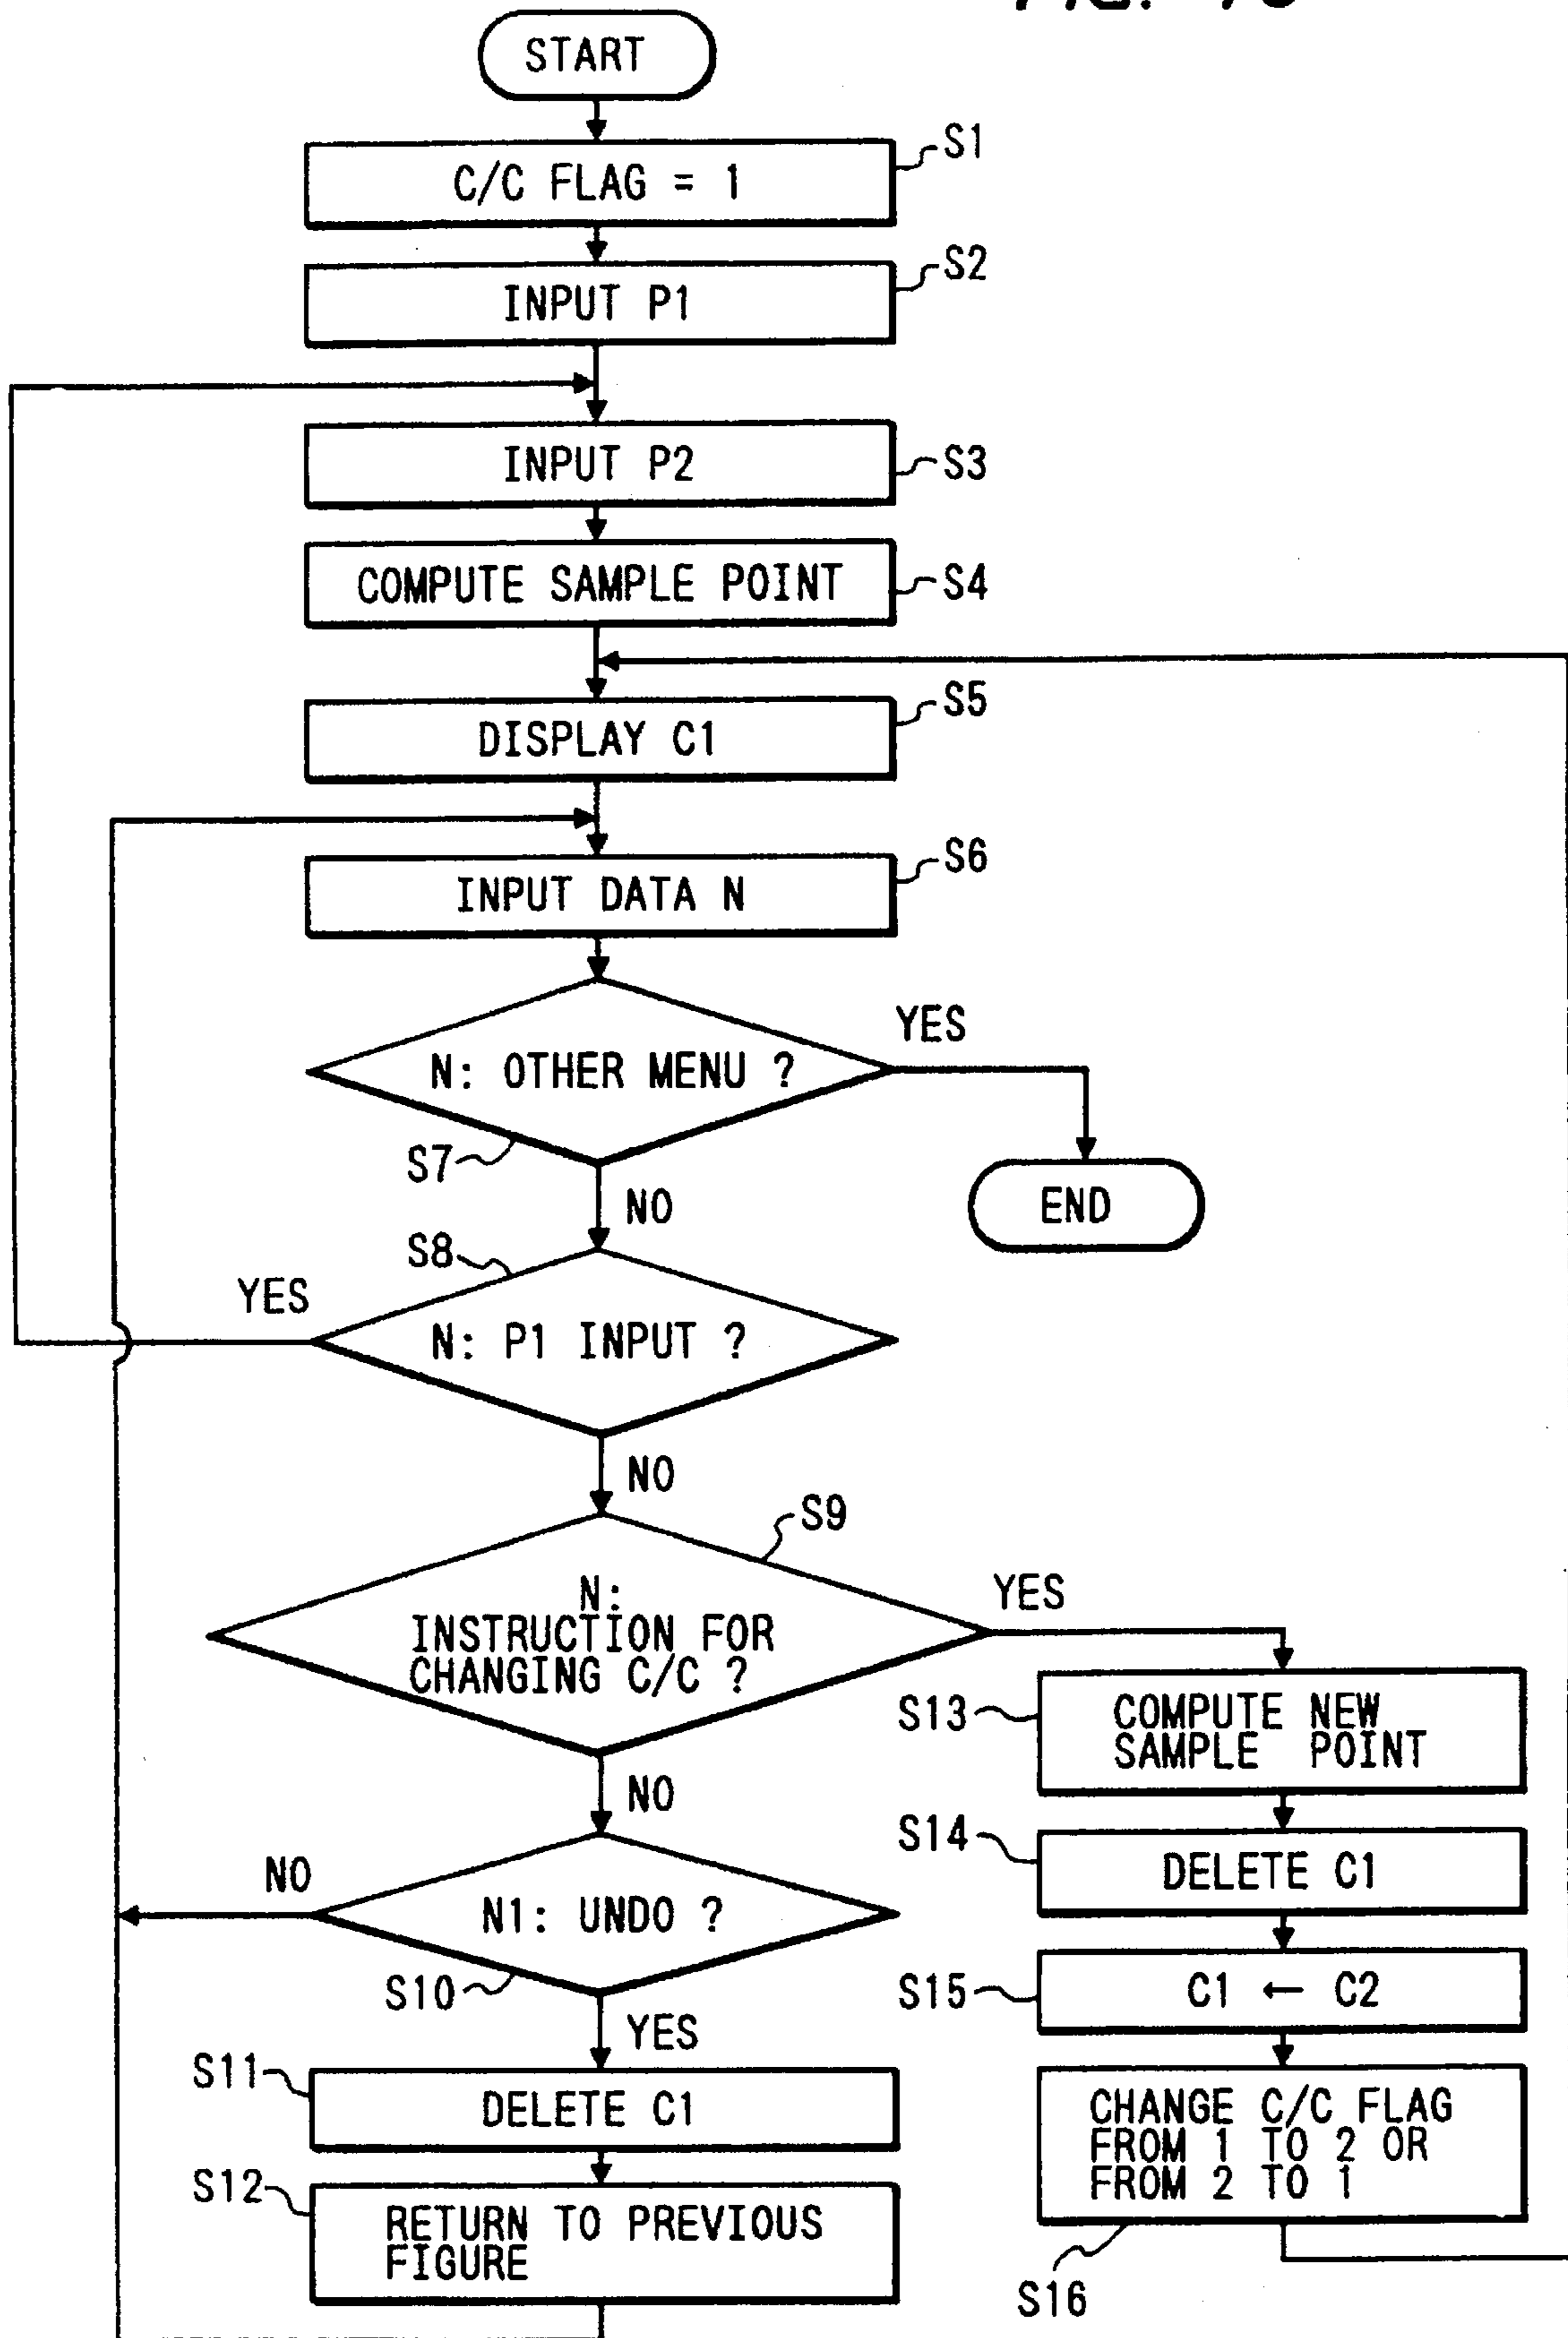 START
C/C FLAG = 1
S1
INPUT P1
S2
INPUT P2
S3
COMPUTE SAMPLE POINT
S4
DISPLAY C1
S5
INPUT DATA N
S6
N: OTHER MENU ?
YES
S7
NO
END
S8
YES
N: P1 INPUT ?
NO
S9
N:
INSTRUCTION FOR
CHANGING C/C ?
YES
NO
S13
COMPUTE NEW
SAMPLE POINT
S14
DELETE C1
NO
N1: UNDO ?
S10
YES
S15
C1 ← C2
S11
DELETE C1
CHANGE C/C FLAG
FROM 1 TO 2 OR
FROM 2 TO 1
S12
RETURN TO PREVIOUS
FIGURE
S16